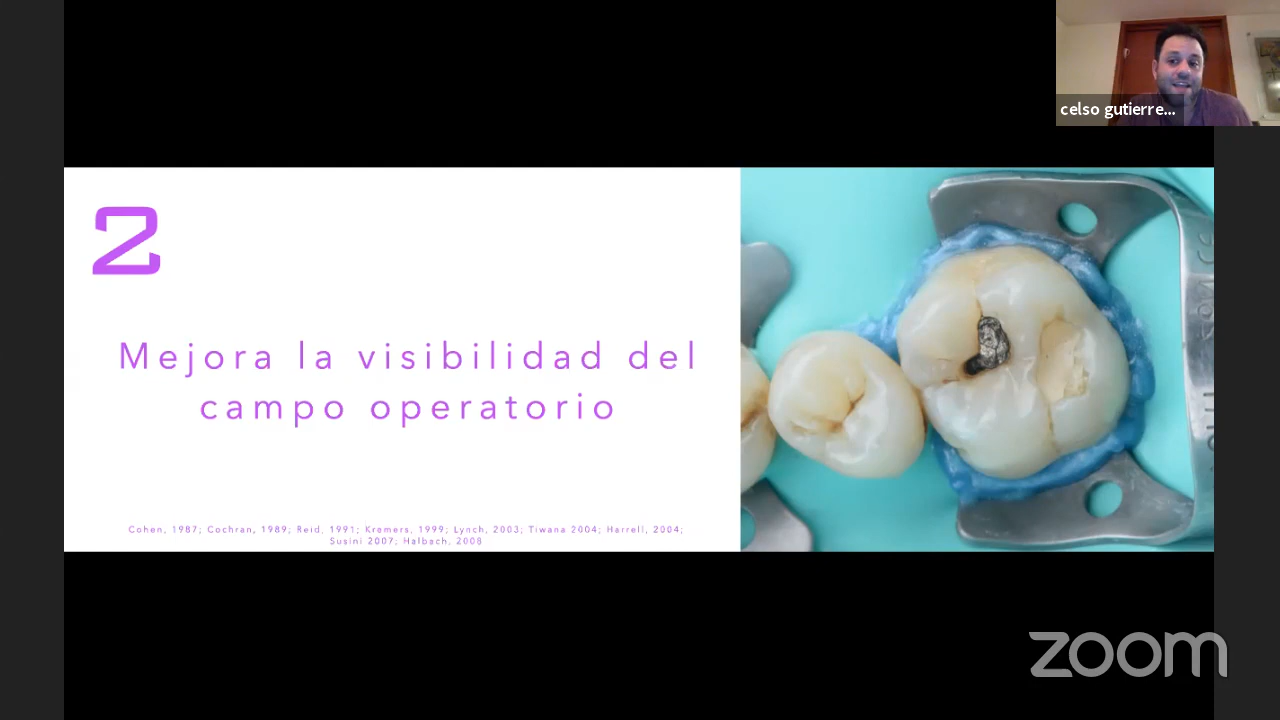 celso gutierre...
2
Mejora la visibilidad del
campo operatorio
Cohen, 1987; Cochran, 1989; Reid, 1991; Kremers, 1999; Lynch, 2003; Tiwana 2004; Harrell, 2004;
Susini 2007; Halbach, 2008
zoom